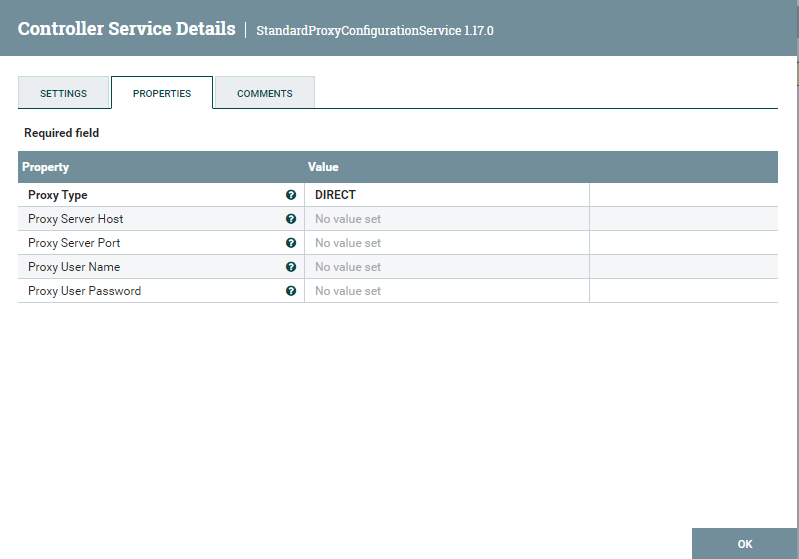 Controller Service Details | StandardProxyConfigurationService 1.17.0
SETTINGS PROPERTIES COMMENTS
Required field
Property Value
Proxy Type ? DIRECT
Proxy Server Host ? No value set
Proxy Server Port ? No value set
Proxy User Name ? No value set
Proxy User Password ? No value set
OK